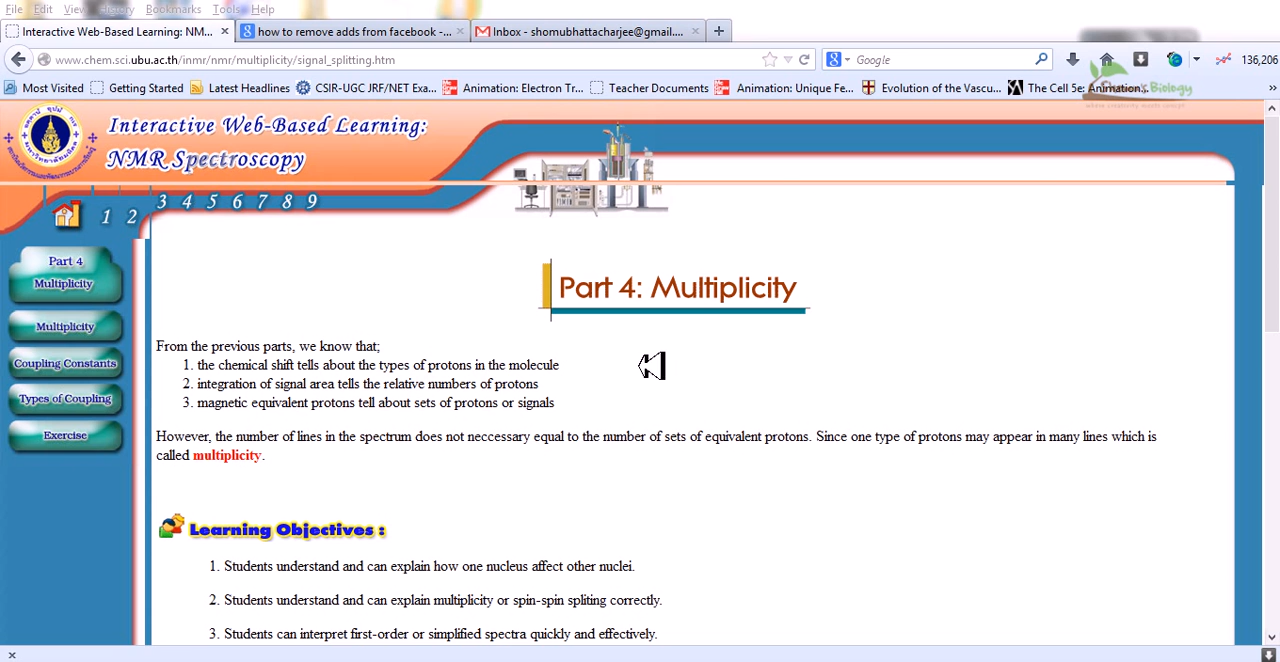 File Edit View History Bookmarks Tools Help
Interactive Web-Based Learning: NM... how to remove adds from facebook -... Inbox - shomubhattacharjee@gmail....
www.chem.sci.ubu.ac.th/inmr/nmr/multiplicity/signal_splitting.htm Google 136,206
Most Visited Getting Started Latest Headlines CSIR-UGC JRF/NET Exa... Animation: Electron Tr... Teacher Documents Animation: Unique Fe... Evolution of the Vascu... The Cell 5e: Animation...
Biology
Interactive Web-Based Learning:
NMR Spectroscopy
1 2 3 4 5 6 7 8 9
Part 4
Multiplicity
Multiplicity
Coupling Constants
Types of Coupling
Exercise
Part 4: Multiplicity
From the previous parts, we know that;
1. the chemical shift tells about the types of protons in the molecule
2. integration of signal area tells the relative numbers of protons
3. magnetic equivalent protons tell about sets of protons or signals
However, the number of lines in the spectrum does not neccessary equal to the number of sets of equivalent protons. Since one type of protons may appear in many lines which is
called multiplicity.
Learning Objectives :
1. Students understand and can explain how one nucleus affect other nuclei.
2. Students understand and can explain multiplicity or spin-spin spliting correctly.
3. Students can interpret first-order or simplified spectra quickly and effectively.